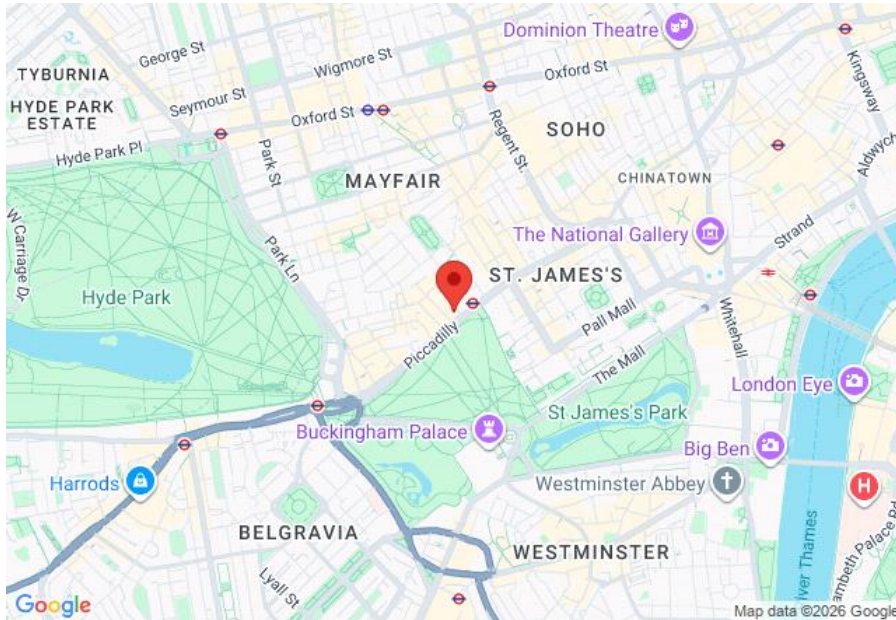 Dominion Theatre
George St
Wigmore St
Oxford St
Kingsway
TYBURNIA
HYDE PARK
ESTATE
Seymour St
Oxford St
Regent St.
SOHO
Aldwych
Hyde Park Pl
Park St
MAYFAIR
CHINATOWN
W Carriage Dr
Park Ln
The National Gallery
Strand
Hyde Park
ST. JAMES'S
Pall Mall
Whitehall
Piccadilly
The Mall
London Eye
St James's Park
Buckingham Palace
Big Ben
Harrods
Westminster Abbey
H
BELGRAVIA
WESTMINSTER
Lyall St
River Thames
Lambeth Palace Rd
Google
Map data ©2026 Google